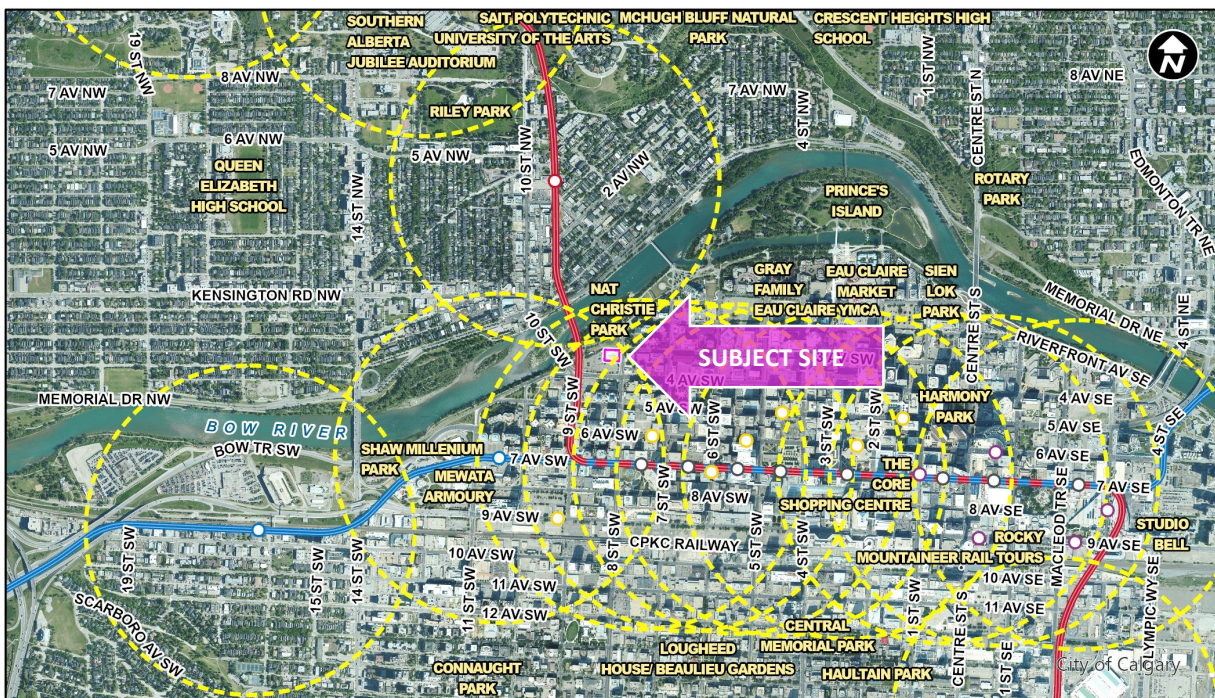 SOUTHERN
ALBERTA
JUBILEE AUDITORIUM
SAIT POLYTECHNIC
UNIVERSITY OF THE ARTS
MCHUGH BLUFF NATURAL
PARK
CRESCENT HEIGHTS HIGH
SCHOOL
N
19 ST NW
8 AV NW
7 AV NW
7 AV NW
1 ST NW
8 AV NE
RILEY PARK
10 ST NW
4 ST NW
CENTRE ST N
6 AV NW
5 AV NW
5 AV NW
2 AV NW
EDMONTON TR NE
QUEEN
ELIZABETH
HIGH SCHOOL
14 ST NW
PRINCE'S
ISLAND
ROTARY
PARK
KENSINGTON RD NW
NAT
CHRISTIE
PARK
GRAY
FAMILY
EAU CLAIRE YMCA
EAU CLAIRE
MARKET
SIEN
LOK
PARK
MEMORIAL DR NE
4 ST NE
10 ST SW
CENTRE ST S
RIVERFRONT AV SE
SUBJECT SITE
SW
4 AV SW
MEMORIAL DR NW
9 ST SW
5 AV
W
6 ST SW
3 ST SW
2 ST SW
HARMONY
PARK
4 AV SE
5 AV SE
4 ST SE
BOW RIVER
BOW TR SW
SHAW MILLENIUM
PARK
6 AV SW
7 AV SW
6 AV SE
7 AV SE
MEWATA
ARMOURY
THE
CORE
SHOPPING CENTRE
MACLEOD TR SE
8 AV SW
8 AV SE
9 AV SW
7 ST SW
8 ST SW
5 ST SW
4 ST SW
CPKC RAILWAY
ROCKY
MOUNTAINEER RAIL TOURS
9 AV SE
STUDIO
BELL
19 ST SW
15 ST SW
14 ST SW
10 AV SW
11 AV SW
12 AV SW
11 ST SW
10 AV SE
11 AV SE
SCARBORO AV SW
1 ST SW
CENTRE ST S
1 ST SE
LYMPIC WY SE
CENTRAL
MEMORIAL PARK
LOUGHEED
HOUSE/BEAULIEU GARDENS
HAULTAIN PARK
CONNAUGHT
PARK
City of Calgary